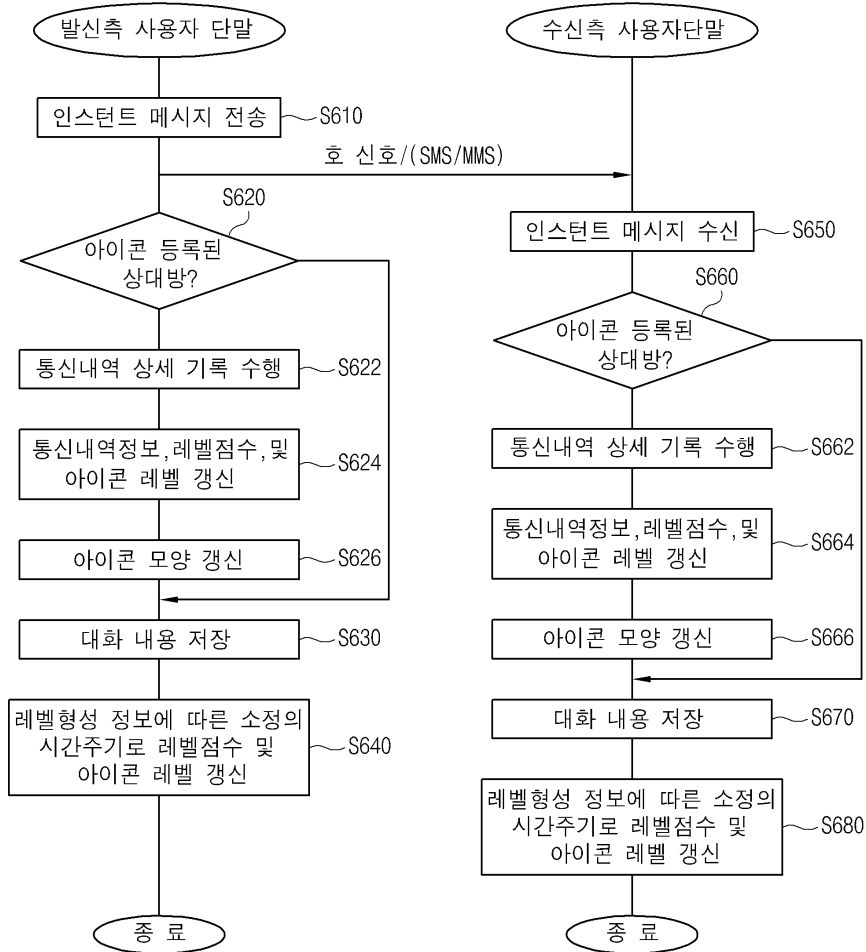 발신측 사용자 단말
인스턴트 메시지 전송
S610
호 신호/(SMS/MMS)
S620
아이콘 등록된
상대방?
통신내역 상세 기록 수행
S622
통신내역정보,레벨점수,및
아이콘 레벨 갱신
S624
아이콘 모양 갱신
S626
대화 내용 저장
S630
레벨형성 정보에 따른 소정의
시간주기로 레벨점수 및
아이콘 레벨 갱신
S640
종 료
수신측 사용자단말
인스턴트 메시지 수신
S650
S660
아이콘 등록된
상대방?
통신내역 상세 기록 수행
S662
통신내역정보,레벨점수,및
아이콘 레벨 갱신
S664
아이콘 모양 갱신
S666
대화 내용 저장
S670
레벨형성 정보에 따른 소정의
시간주기로 레벨점수 및
아이콘 레벨 갱신
S680
종 료